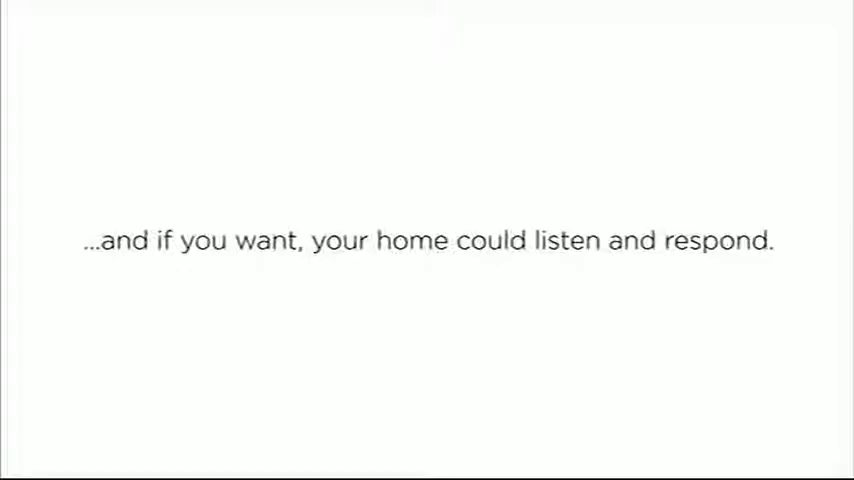 ...and if you want, your home could listen and respond.